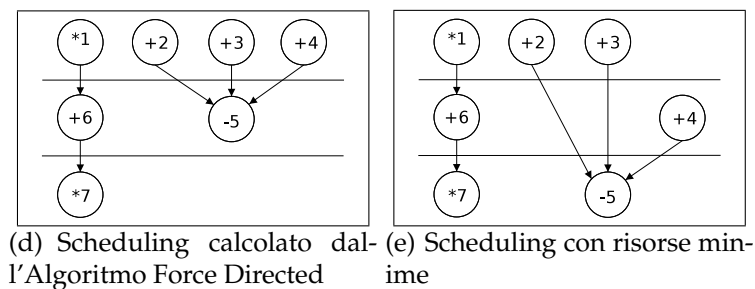 *1 +2 +3 +4
+6 -5
*7
*1 +2 +3
+6 +4
*7 -5
(d) Scheduling calcolato dal-
l'Algoritmo Force Directed
(e) Scheduling con risorse min-
ime